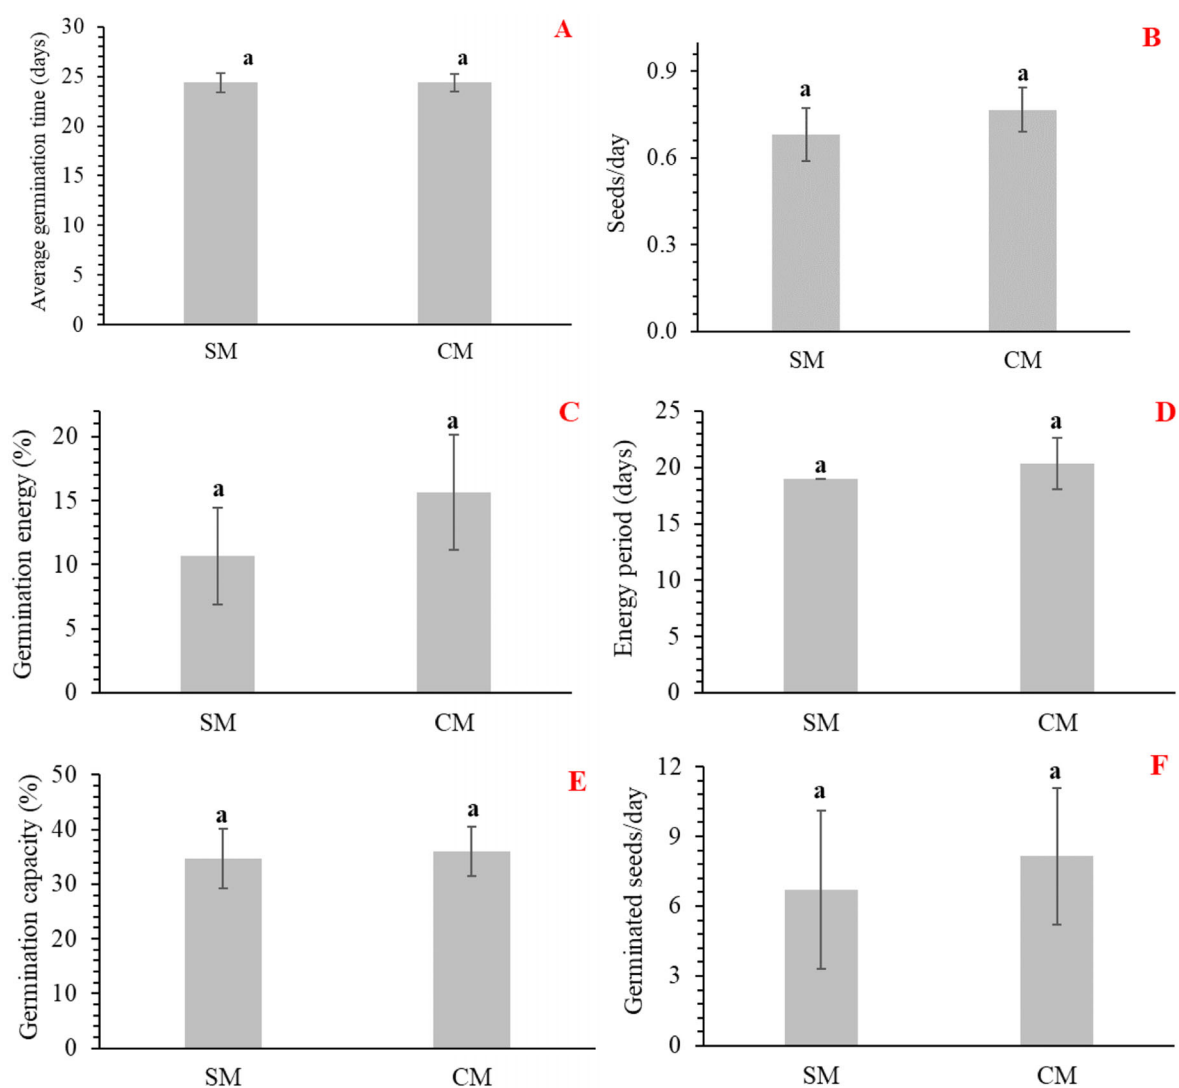 A
Average germination time (days)
30
25
20
15
10
5
0
a
a
SM
CM
B
Seeds/day
0.9
0.6
0.3
0.0
a
a
SM
CM
C
Germination energy (%)
20
15
10
5
0
a
a
SM
CM
D
Energy period (days)
25
20
15
10
5
0
a
a
SM
CM
E
Germination capacity (%)
50
40
30
20
10
0
a
a
SM
CM
F
Germinated seeds/day
12
9
6
3
0
a
a
SM
CM